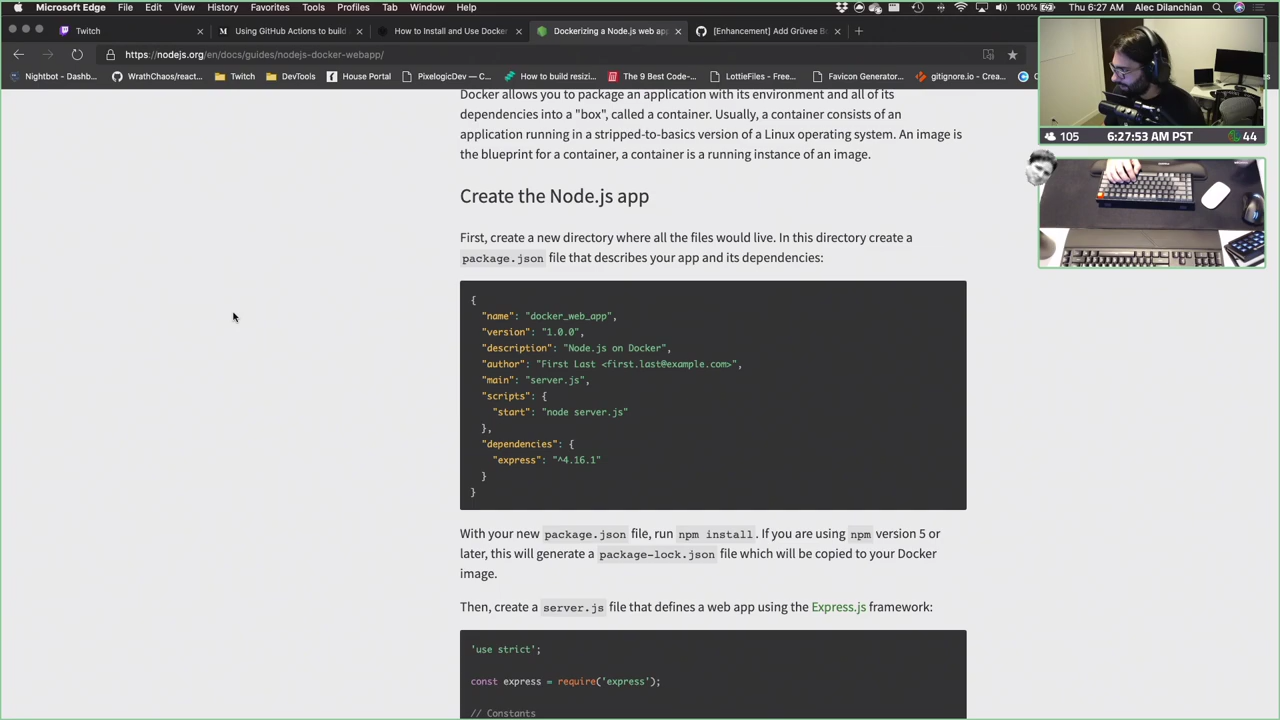 Microsoft Edge File Edit View History Favorites Tools Profiles Tab Window Help
100% Thu 6:27 AM Alec Dilanchian
Twitch
Using GitHub Actions to build
How to Install and Use Docker
Dockerizing a Node.js web app
[Enhancement] Add Grüvee B
https://nodejs.org/en/docs/guides/nodejs-docker-webapp/
Nightbot - Dashb... WrathChaos/react... Twitch DevTools House Portal PixelogicDev — C... How to build resizi... The 9 Best Code-... LottieFiles – Free... Favicon Generator... gitignore.io - Crea...
Docker allows you to package an application with its environment and all of its
dependencies into a "box", called a container. Usually, a container consists of an
application running in a stripped-to-basics version of a Linux operating system. An image is
the blueprint for a container, a container is a running instance of an image.
Create the Node.js app
First, create a new directory where all the files would live. In this directory create a
package.json file that describes your app and its dependencies:
{
"name": "docker_web_app",
"version": "1.0.0",
"description": "Node.js on Docker",
"author": "First Last <first.last@example.com>",
"main": "server.js",
"scripts": {
"start": "node server.js"
},
"dependencies": {
"express": "^4.16.1"
}
}
With your new package.json file, run npm install. If you are using npm version 5 or
later, this will generate a package-lock.json file which will be copied to your Docker
image.
Then, create a server.js file that defines a web app using the Express.js framework:
'use strict';
const express = require('express');
// Constants
105 6:27:53 AM PST 44